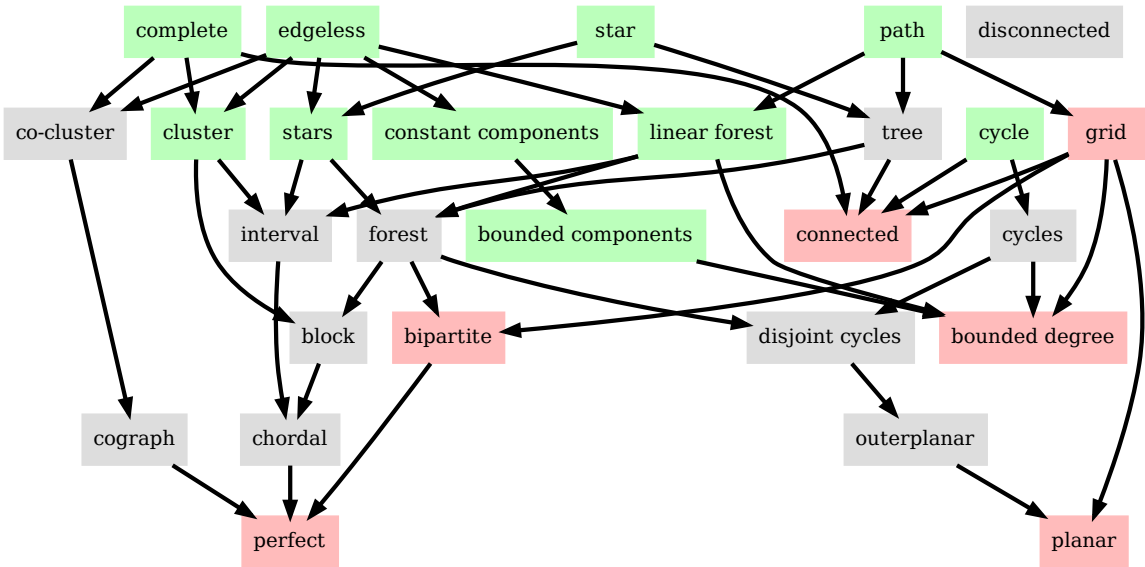 complete
edgeless
star
path
disconnected
co-cluster
cluster
stars
constant components
linear forest
tree
cycle
grid
interval
forest
bounded components
connected
cycles
block
bipartite
disjoint cycles
bounded degree
cograph
chordal
outerplanar
perfect
planar